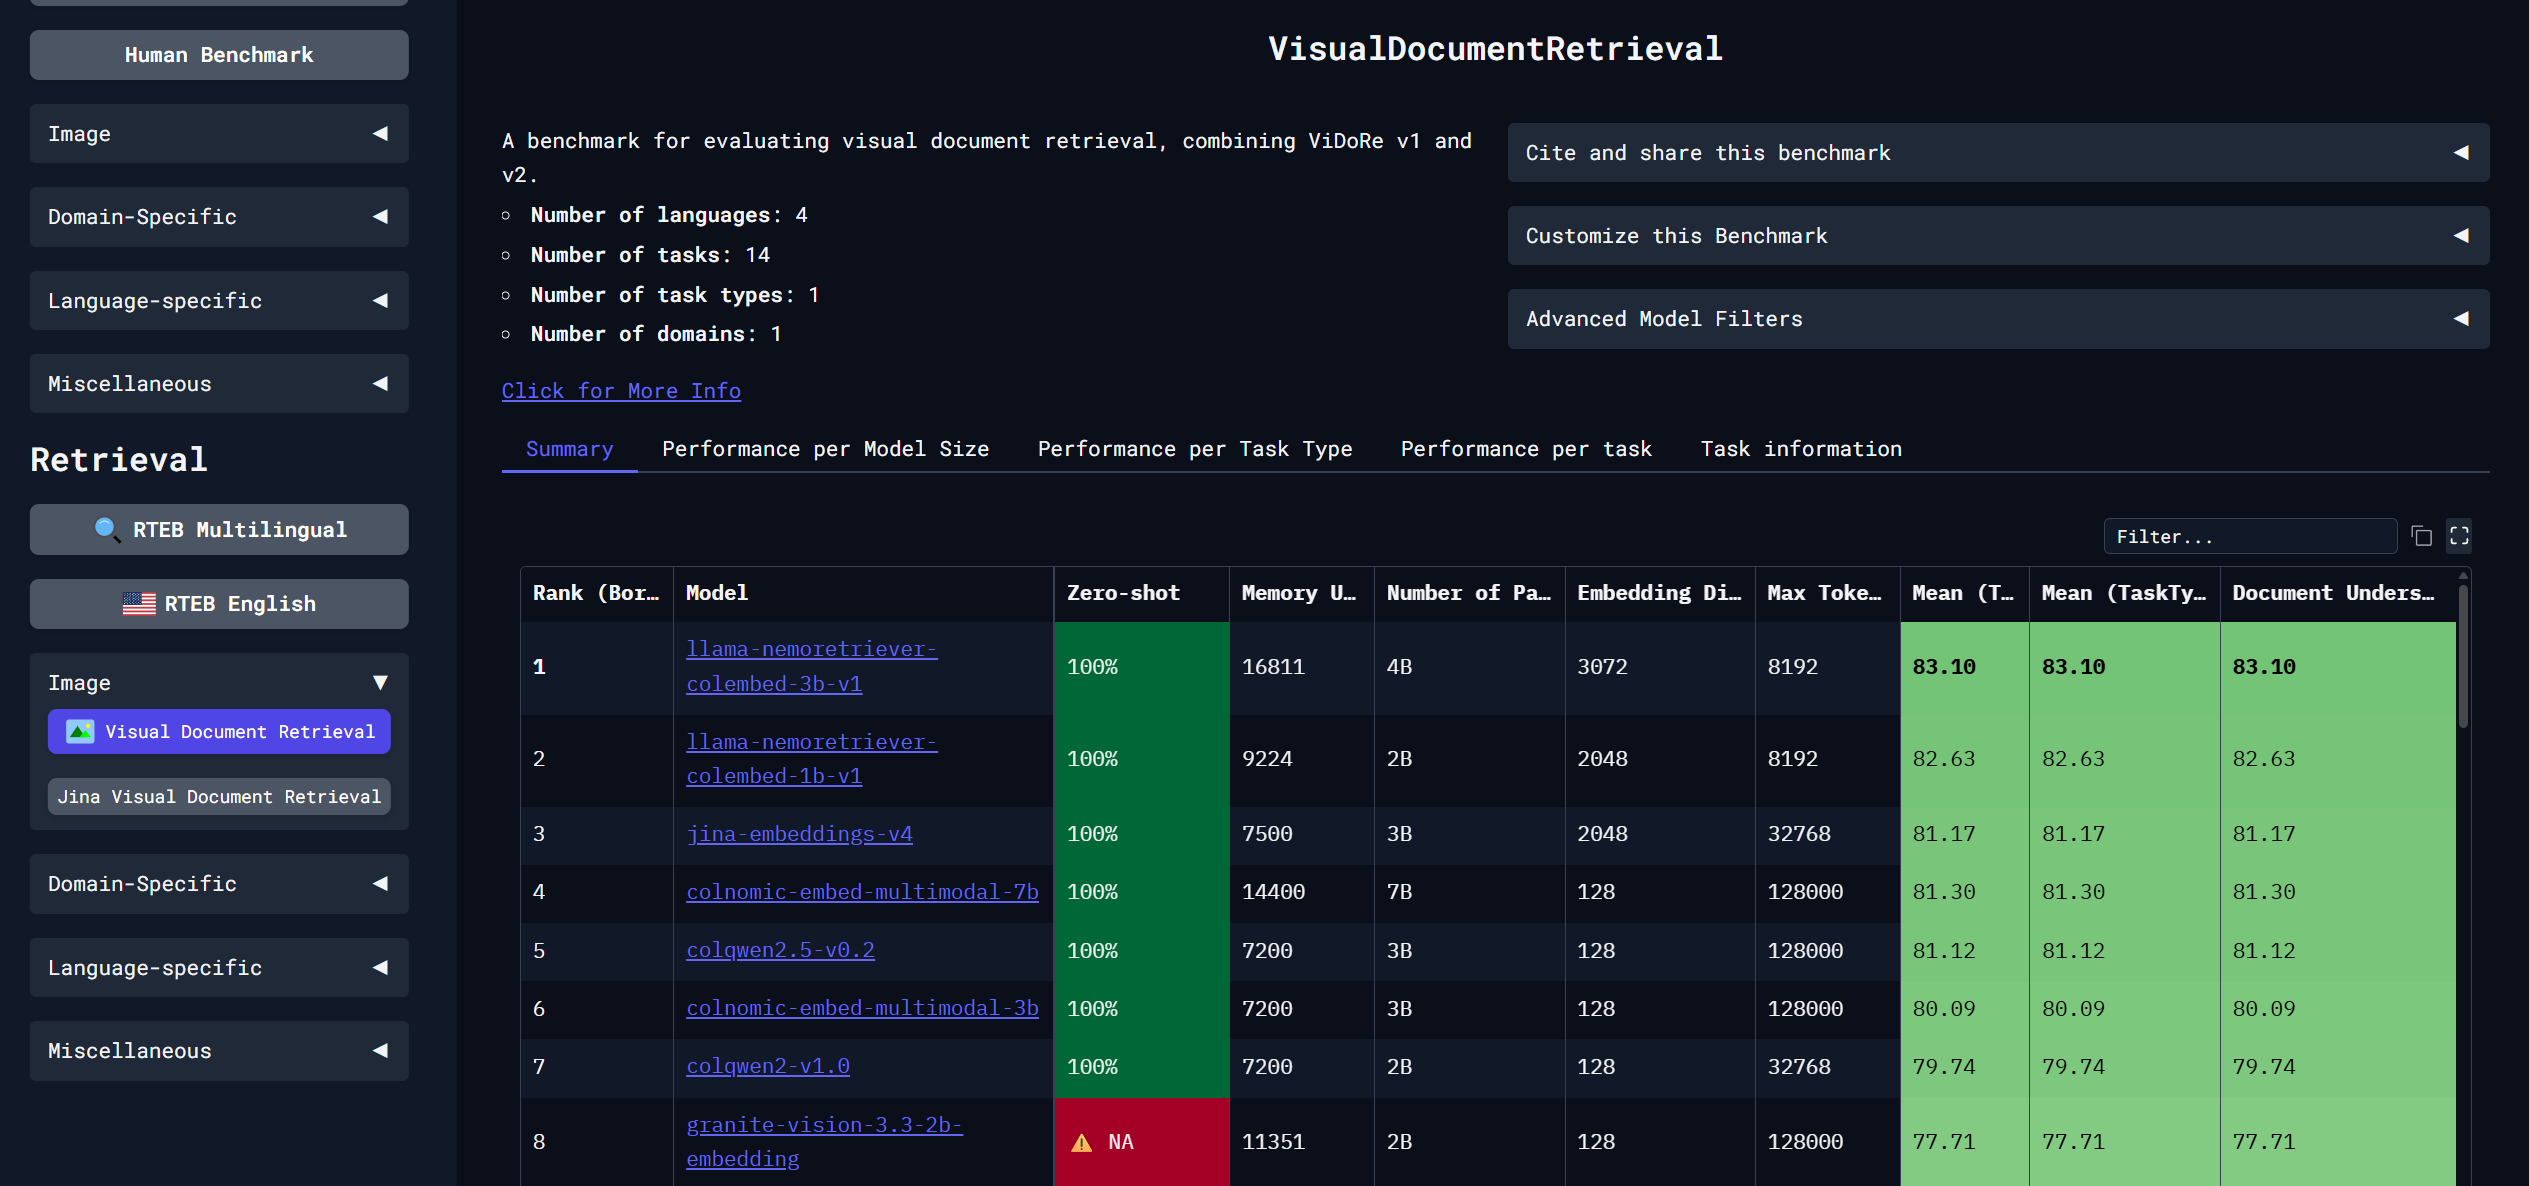 Human Benchmark
Image
Domain-Specific
Language-specific
Miscellaneous
Retrieval
RTEB Multilingual
RTEB English
Image
Visual Document Retrieval
Jina Visual Document Retrieval
Domain-Specific
Language-specific
Miscellaneous
VisualDocumentRetrieval
A benchmark for evaluating visual document retrieval, combining ViDoRe v1 and
v2.
Number of languages: 4
Number of tasks: 14
Number of task types: 1
Number of domains: 1
Click for More Info
Cite and share this benchmark
Customize this Benchmark
Advanced Model Filters
Summary Performance per Model Size Performance per Task Type Performance per task Task information
Filter...
Rank (Bor… Model Zero-shot Memory U… Number of Pa… Embedding Di… Max Toke… Mean (T… Mean (TaskTy… Document Unders…
1 llama-nemoretriever-
colembed-3b-v1 100% 16811 4B 3072 8192 83.10 83.10 83.10
2 llama-nemoretriever-
colembed-1b-v1 100% 9224 2B 2048 8192 82.63 82.63 82.63
3 jina-embeddings-v4 100% 7500 3B 2048 32768 81.17 81.17 81.17
4 colnomic-embed-multimodal-7b 100% 14400 7B 128 128000 81.30 81.30 81.30
5 colqwen2.5-v0.2 100% 7200 3B 128 128000 81.12 81.12 81.12
6 colnomic-embed-multimodal-3b 100% 7200 3B 128 128000 80.09 80.09 80.09
7 colqwen2-v1.0 100% 7200 2B 128 32768 79.74 79.74 79.74
8 granite-vision-3.3-2b-
embedding NA 11351 2B 128 128000 77.71 77.71 77.71